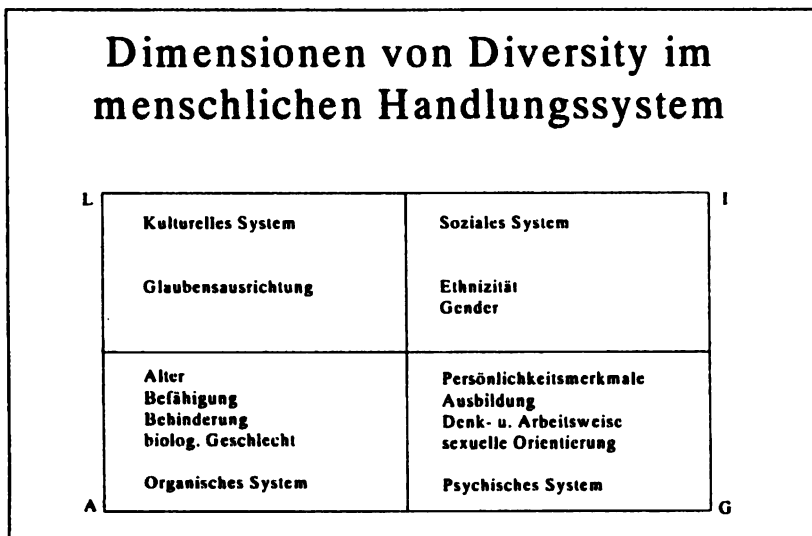 Dimensionen von Diversity im
menschlichen Handlungssystem
L
I
Kulturelles System
Soziales System
Glaubensausrichtung
Ethnizität
Gender
Alter
Befähigung
Behinderung
biolog. Geschlecht
Persönlichkeitsmerkmale
Ausbildung
Denk- u. Arbeitsweise
sexuelle Orientierung
Organisches System
Psychisches System
A
G